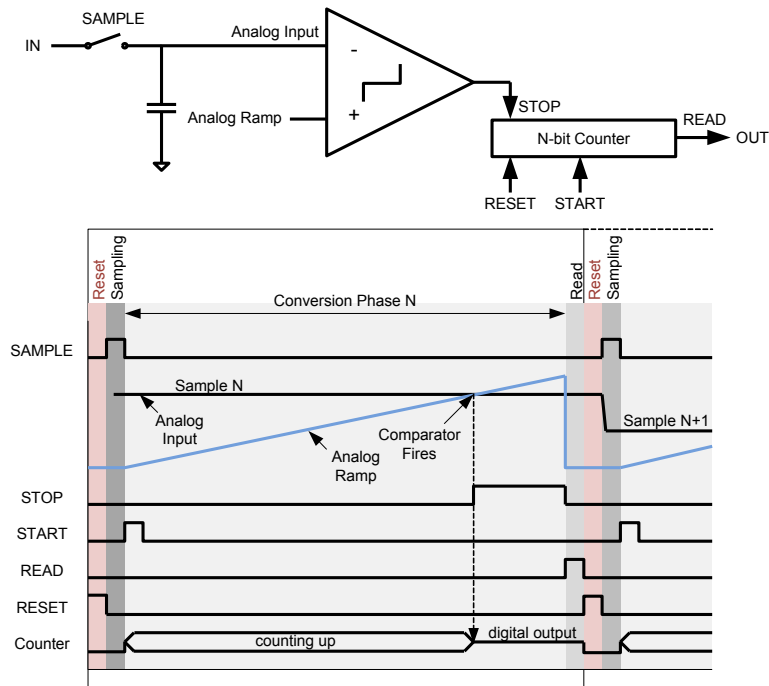 SAMPLE
IN
Analog Input
-
+
Analog Ramp
STOP
READ
N-bit Counter
OUT
RESET
START
Reset
Sampling
Conversion Phase N
Read
Reset
Sampling
SAMPLE
Sample N
Analog
Input
Analog
Ramp
Comparator
Fires
Sample N+1
STOP
START
READ
RESET
Counter
counting up
digital output